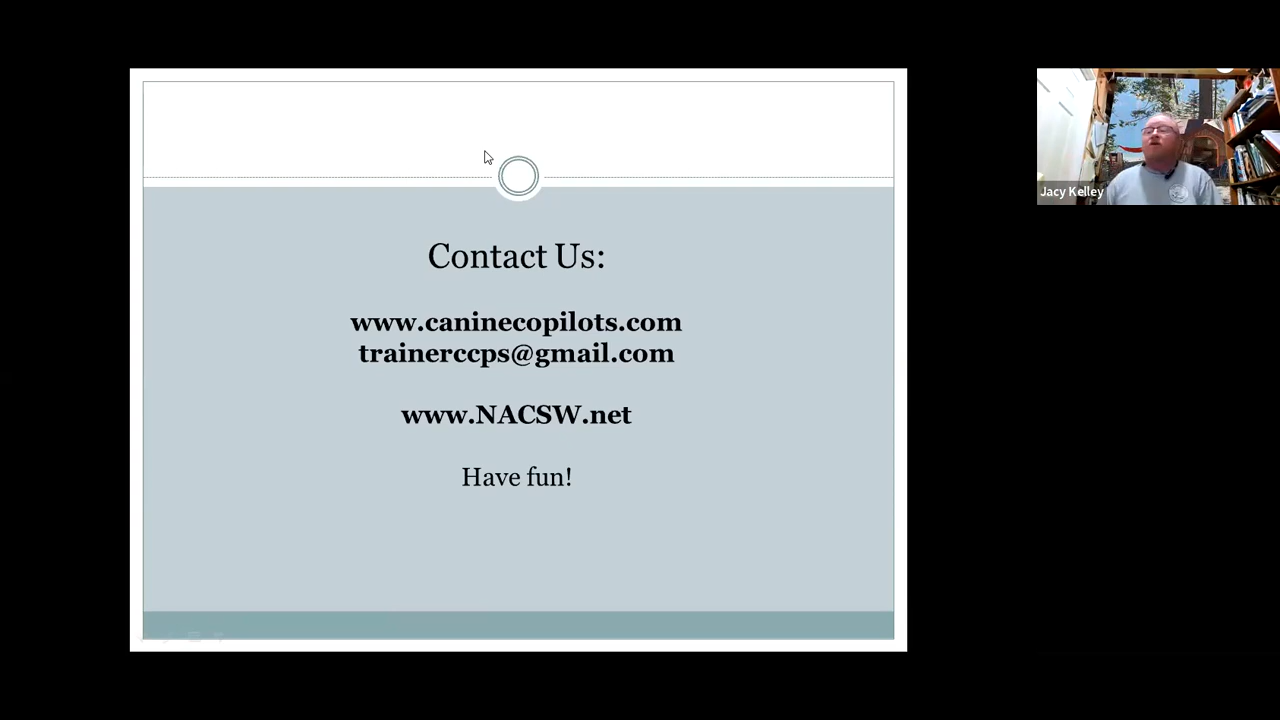 Contact Us:
www.caninecopilots.com
trainerccps@gmail.com
www.NACSW.net
Have fun!
Jacy Kelley